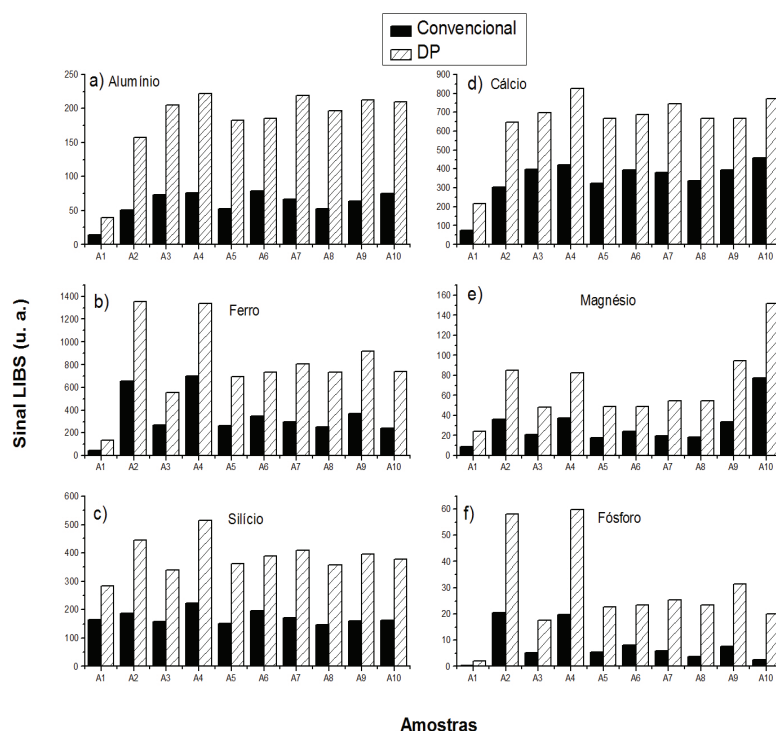 Convencional
DP
a) Alumínio
250
200
150
100
50
0
A1 A2 A3 A4 A5 A6 A7 A8 A9 A10
d) Cálcio
900
800
700
600
500
400
300
200
100
0
A1 A2 A3 A4 A5 A6 A7 A8 A9 A10
b) Ferro
1400
1200
1000
800
600
400
200
0
A1 A2 A3 A4 A5 A6 A7 A8 A9 A10
e) Magnésio
160
140
120
100
80
60
40
20
0
A1 A2 A3 A4 A5 A6 A7 A8 A9 A10
c) Silício
600
500
400
300
200
100
0
A1 A2 A3 A4 A5 A6 A7 A8 A9 A10
f) Fósforo
60
50
40
30
20
10
0
A1 A2 A3 A4 A5 A6 A7 A8 A9 A10
Sinal LIBS (u. a.)
Amostras